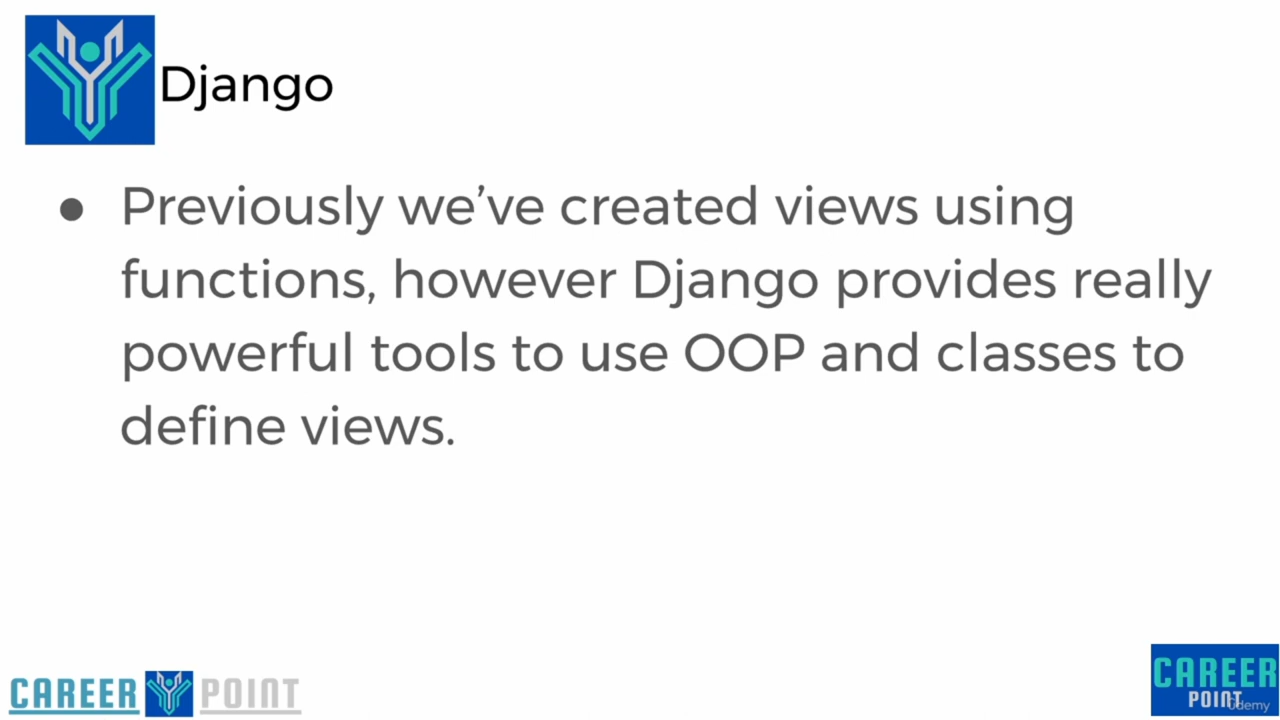 Django
● Previously we’ve created views using
functions, however Django provides really
powerful tools to use OOP and classes to
define views.
CAREER POINT
CAREER
POINT
Udemy